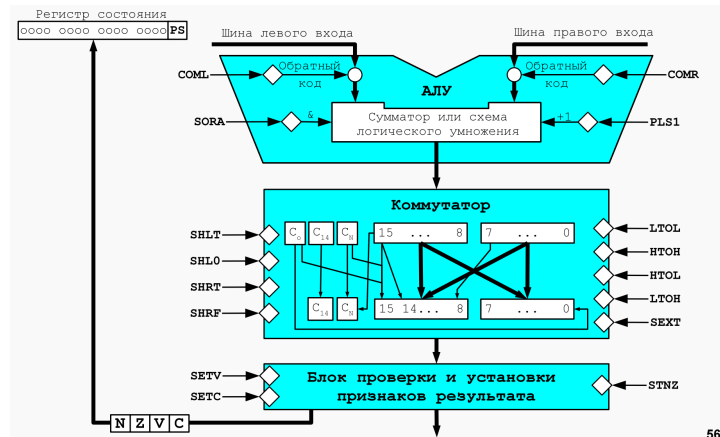 Регистр состояния
oooo oooo oooo oooo PS
Шина левого входа
Шина правого входа
COML
Обратный
код
АЛУ
Обратный
код
COMR
SORA
&
Сумматор или схема
логического умножения
+1
PLS1
Коммутатор
SHLT
SHL0
SHRT
SHRF
C0 C14 CN 15 ... 8 7 ... 0
C14 CN 15 14... 8 7 ... 0
LTOL
HTOH
HTOL
LTOH
SEXT
SETV
SETC
Блок проверки и установки
признаков результата
STNZ
N Z V C
56